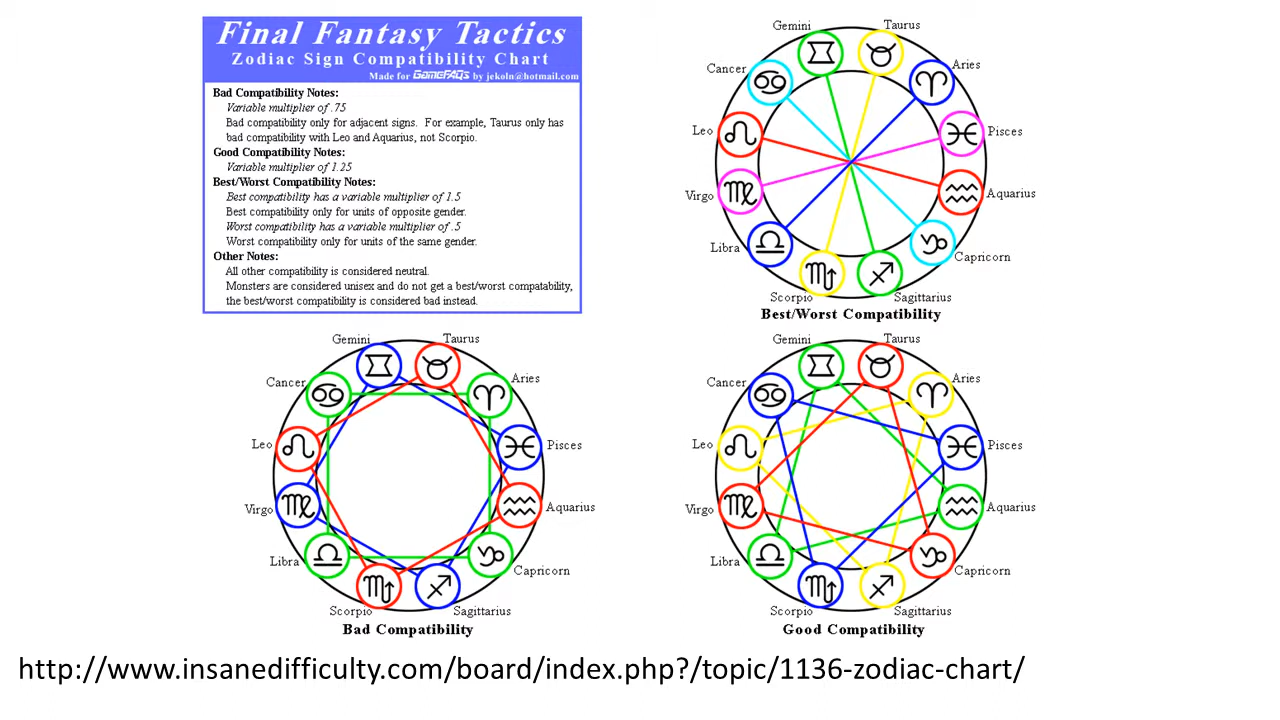 Final Fantasy Tactics
Zodiac Sign Compatibility Chart
Made for GameFAQs by jekoln@hotmail.com
Bad Compatibility Notes:
Variable multiplier of .75
Bad compatibility only for adjacent signs. For example, Taurus only has
bad compatibility with Leo and Aquarius, not Scorpio.
Good Compatibility Notes:
Variable multiplier of 1.25
Best/Worst Compatibility Notes:
Best compatibility has a variable multiplier of 1.5
Best compatibility only for units of opposite gender.
Worst compatibility has a variable multiplier of .5
Worst compatibility only for units of the same gender.
Other Notes:
All other compatibility is considered neutral.
Monsters are considered unisex and do not get a best/worst compatability,
the best/worst compatibility is considered bad instead.
Gemini
Taurus
Cancer
Aries
Leo
Pisces
Virgo
Aquarius
Libra
Capricorn
Scorpio
Sagittarius
Best/Worst Compatibility
Gemini
Taurus
Cancer
Aries
Leo
Pisces
Virgo
Aquarius
Libra
Capricorn
Scorpio
Sagittarius
Bad Compatibility
Gemini
Taurus
Cancer
Aries
Leo
Pisces
Virgo
Aquarius
Libra
Capricorn
Scorpio
Sagittarius
Good Compatibility
http://www.insanedifficulty.com/board/index.php?/topic/1136-zodiac-chart/